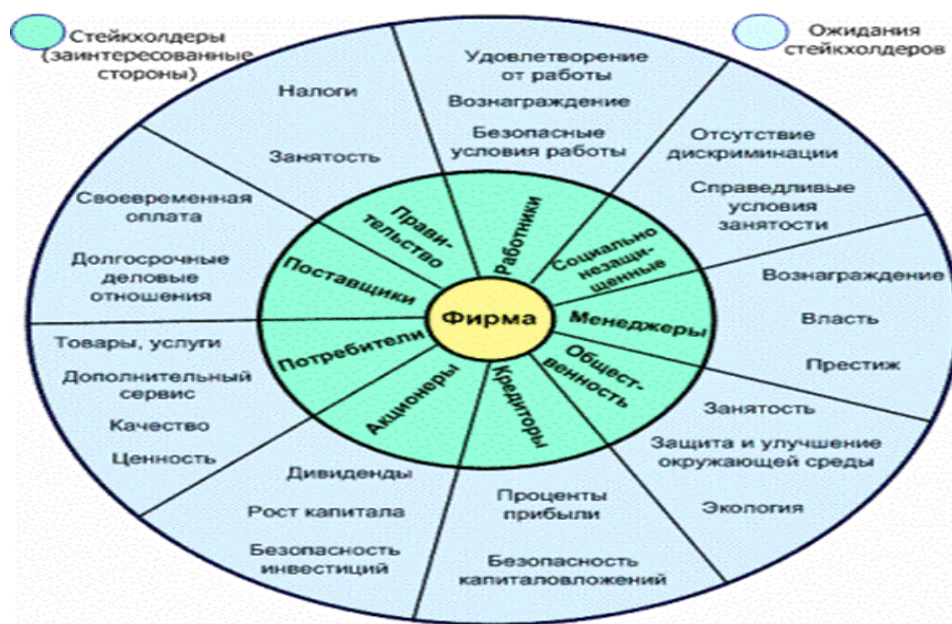 Стейкхолдеры
(заинтересованные
стороны)
Ожидания
стейкхолдеров
Налоги
Занятость
Удовлетворение
от работы
Вознаграждение
Безопасные
условия работы
Отсутствие
дискриминации
Справедливые
условия
занятости
Вознаграждение
Власть
Престиж
Занятость
Защита и улучшение
окружающей среды
Экология
Проценты
прибыли
Безопасность
капиталовложений
Дивиденды
Рост капитала
Безопасность
инвестиций
Товары, услуги
Дополнительный
сервис
Качество
Ценность
Своевременная
оплата
Долгосрочные
деловые
отношения
Прави-
тельство
Работники
Социально
незащи-
щенные
Менеджеры
Общест-
венность
Кредиторы
Акционеры
Потребители
Поставщики
Фирма